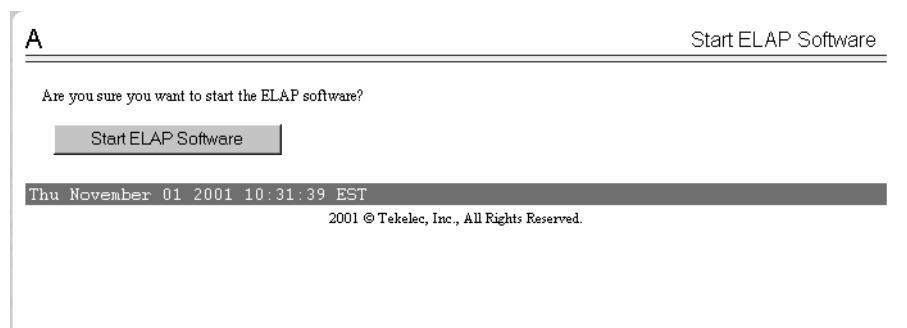 A Start ELAP Software
Are you sure you want to start the ELAP software?
Start ELAP Software
Thu November 01 2001 10:31:39 EST
2001 © Tekelec, Inc., All Rights Reserved.